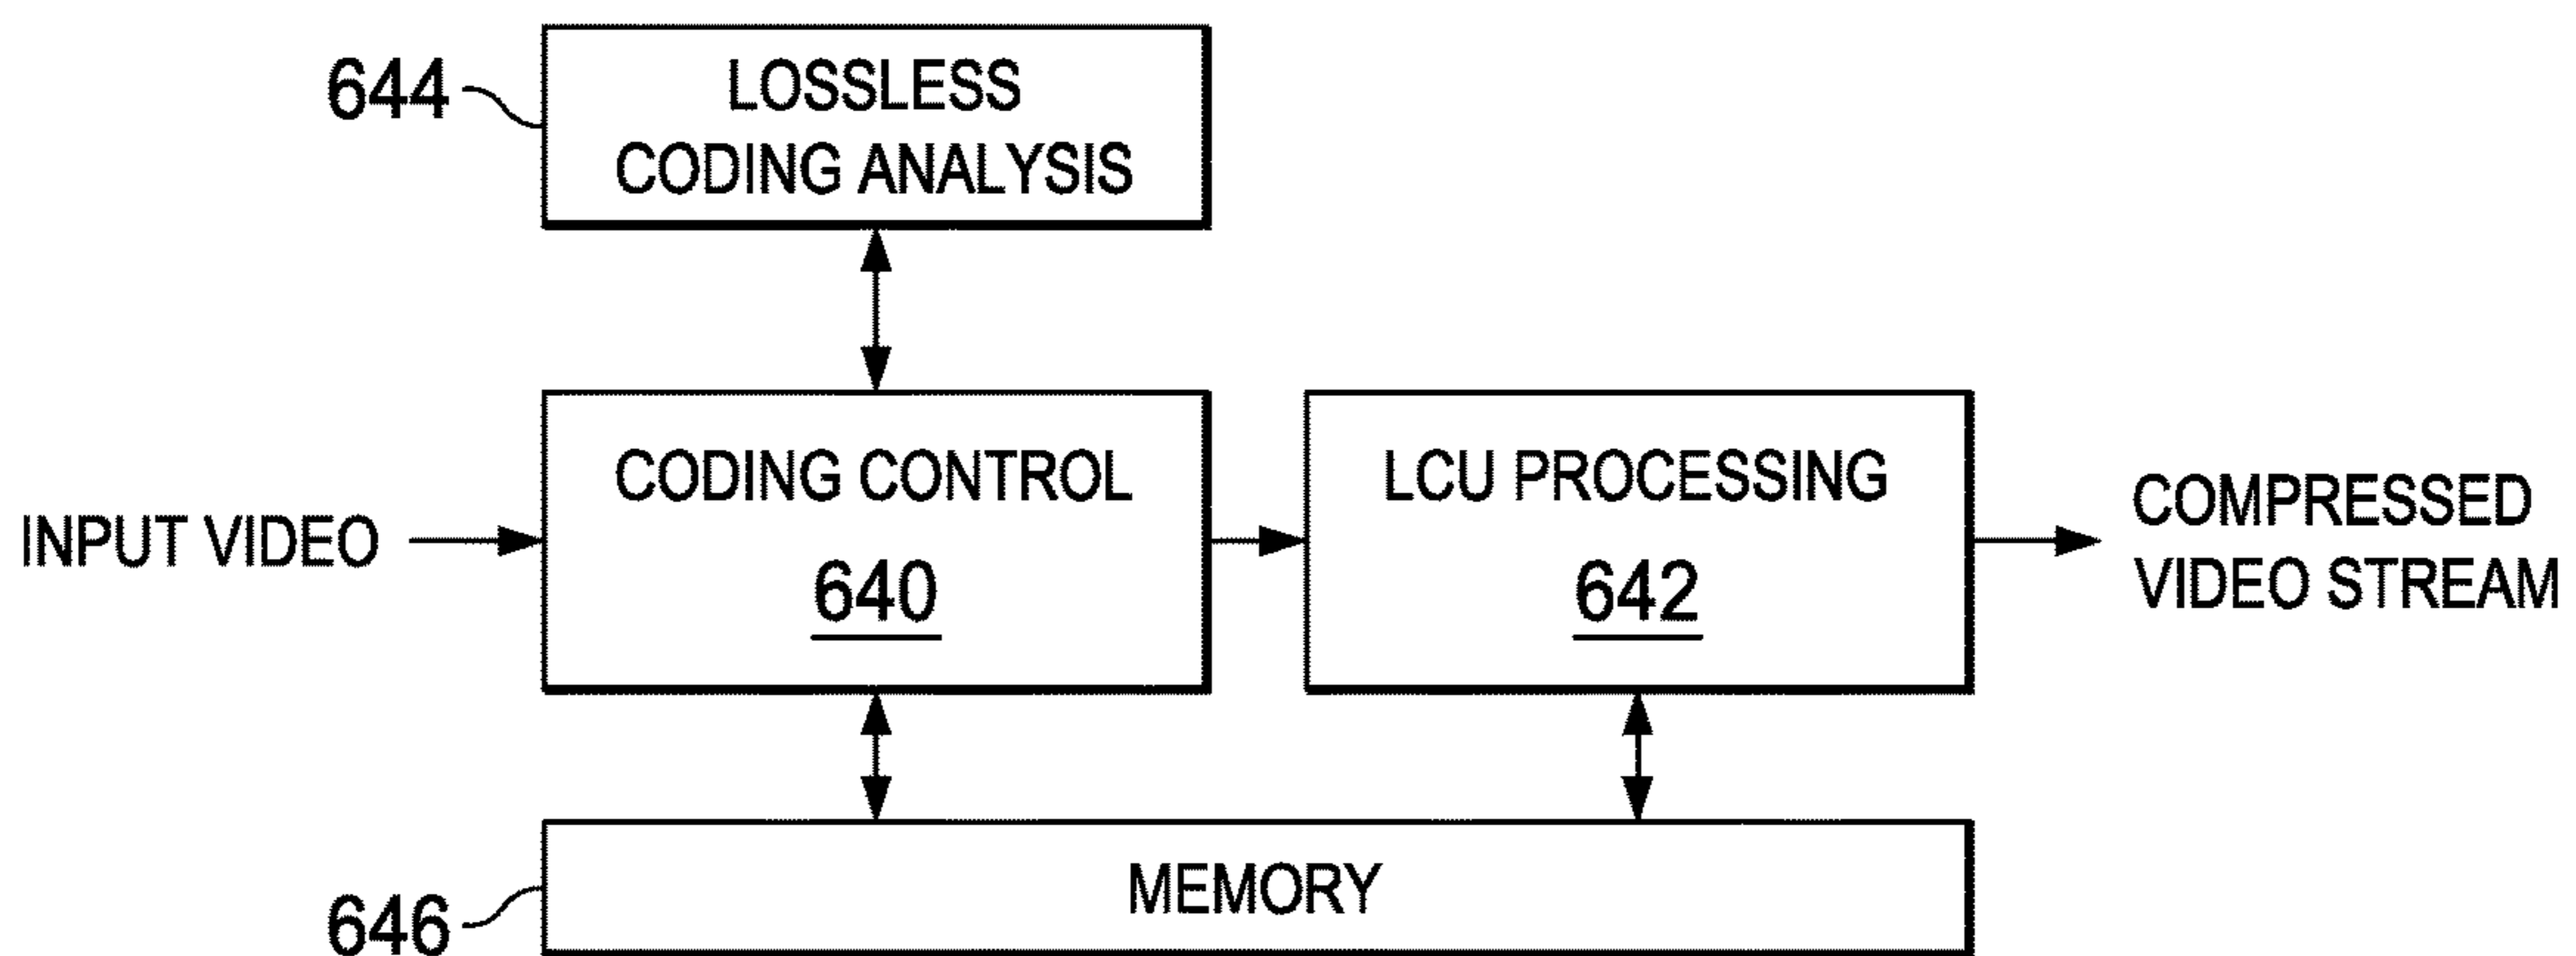 644
LOSSLESS
CODING ANALYSIS
INPUT VIDEO
CODING CONTROL
640
LCU PROCESSING
642
COMPRESSED
VIDEO STREAM
646
MEMORY